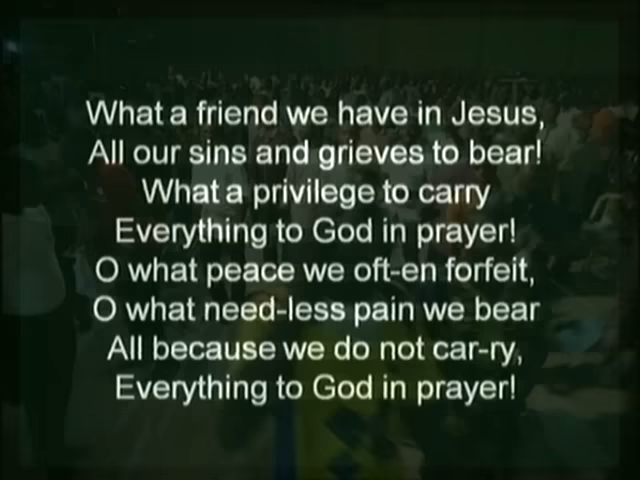 What a friend we have in Jesus,
All our sins and grieves to bear!
What a privilege to carry
Everything to God in prayer!
O what peace we oft-en forfeit,
O what need-less pain we bear
All because we do not car-ry,
Everything to God in prayer!